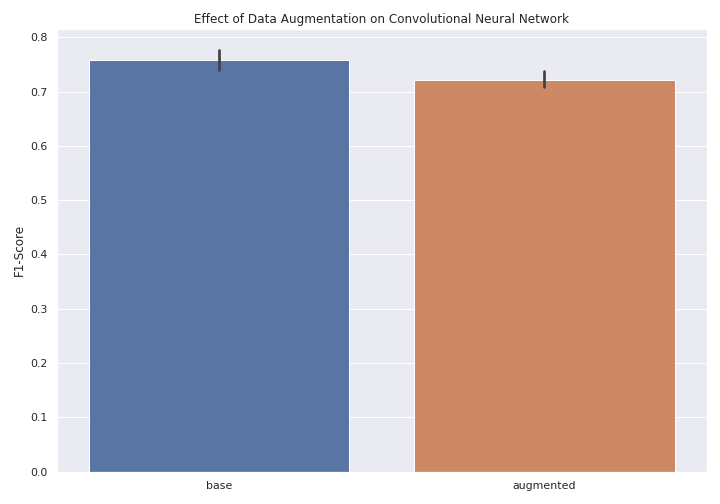 Effect of Data Augmentation on Convolutional Neural Network
0.8
0.7
0.6
0.5
0.4
0.3
0.2
0.1
0.0
F1-Score
base
augmented